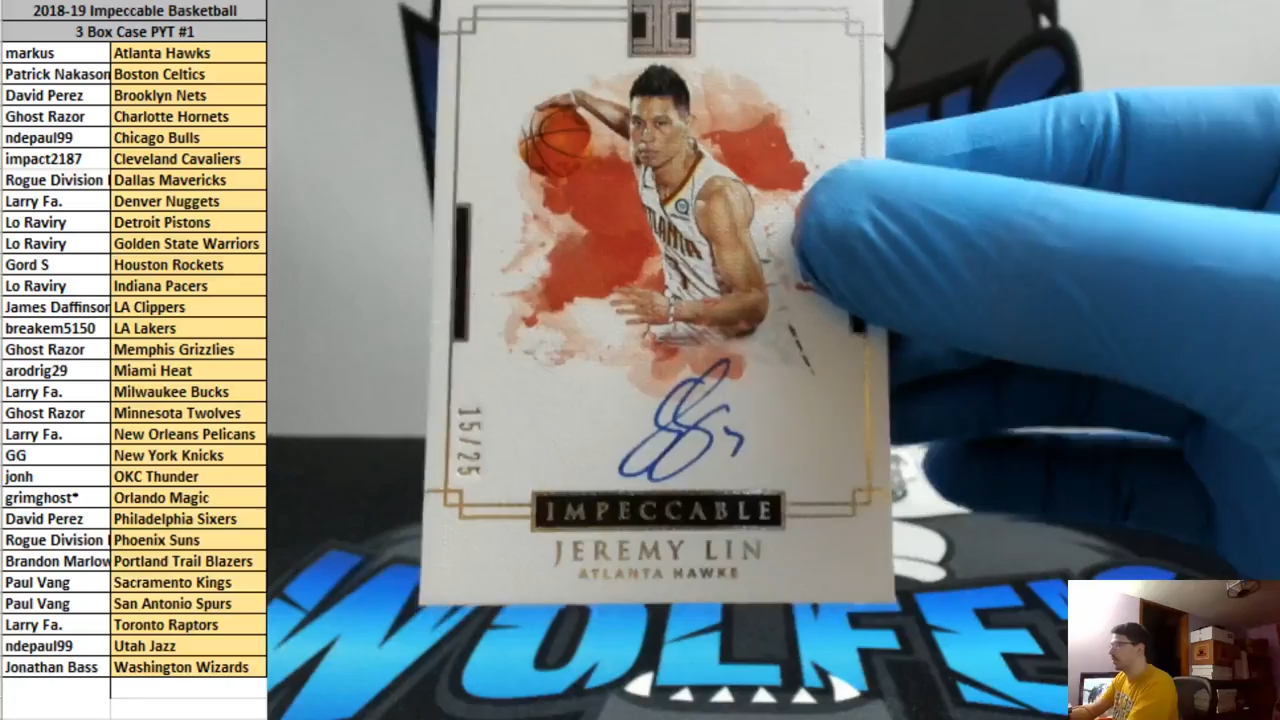 2018-19 Impeccable Basketball
3 Box Case PYT #1
markus Atlanta Hawks
Patrick Nakason Boston Celtics
David Perez Brooklyn Nets
Ghost Razor Charlotte Hornets
ndepaul99 Chicago Bulls
impact2187 Cleveland Cavaliers
Rogue Division Dallas Mavericks
Larry Fa. Denver Nuggets
Lo Raviry Detroit Pistons
Lo Raviry Golden State Warriors
Gord S Houston Rockets
Lo Raviry Indiana Pacers
James Daffinson LA Clippers
breakem5150 LA Lakers
Ghost Razor Memphis Grizzlies
arodrig29 Miami Heat
Larry Fa. Milwaukee Bucks
Ghost Razor Minnesota Twolves
Larry Fa. New Orleans Pelicans
GG New York Knicks
jonh OKC Thunder
grimghost* Orlando Magic
David Perez Philadelphia Sixers
Rogue Division Phoenix Suns
Brandon Marlow Portland Trail Blazers
Paul Vang Sacramento Kings
Paul Vang San Antonio Spurs
Larry Fa. Toronto Raptors
ndepaul99 Utah Jazz
Jonathan Bass Washington Wizards
ATLANTA
7
15/25
IMPECCABLE
JEREMY LIN
ATLANTA HAWKS
WOLFE'S